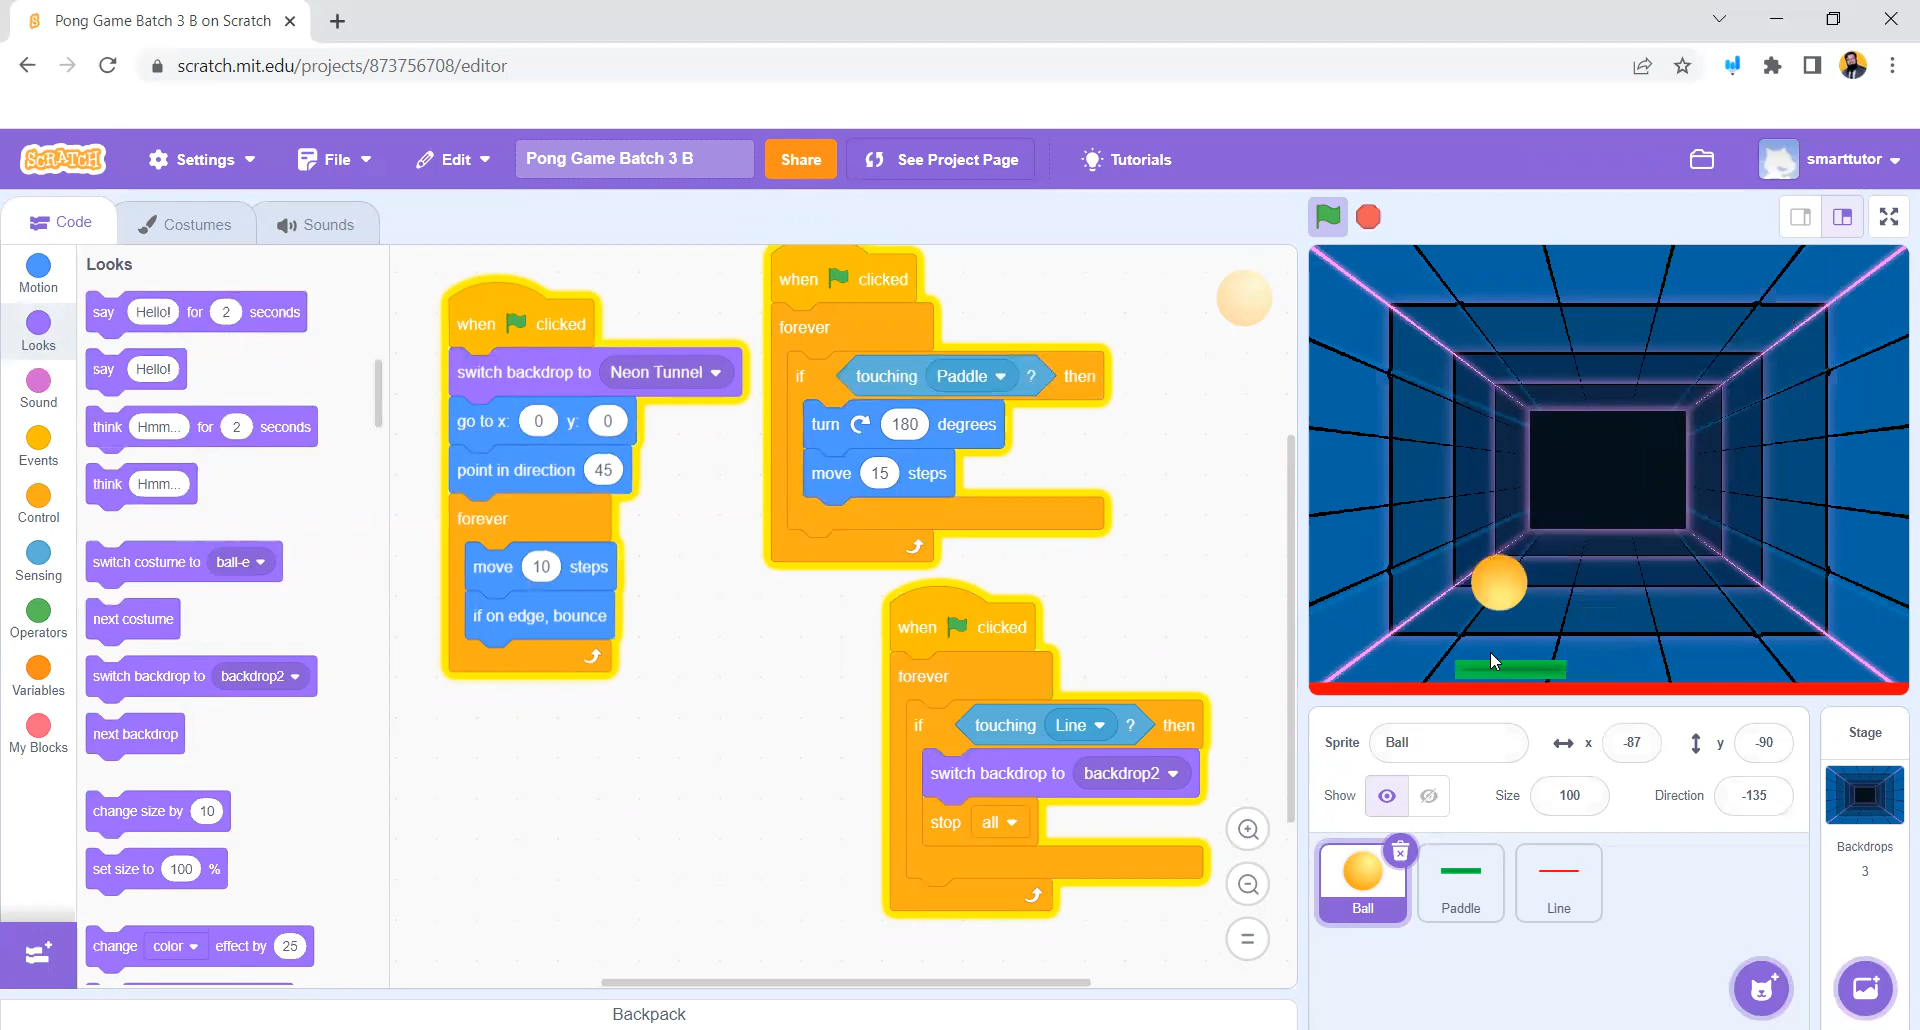 Pong Game Batch 3 B on Scratch
scratch.mit.edu/projects/873756708/editor
SCRATCH
Settings
File
Edit
Pong Game Batch 3 B
Share
See Project Page
Tutorials
smarttutor
Code
Costumes
Sounds
Motion
Looks
Sound
Events
Control
Sensing
Operators
Variables
My Blocks
Looks
say Hello! for 2 seconds
say Hello!
think Hmm... for 2 seconds
think Hmm...
switch costume to ball-e
next costume
switch backdrop to backdrop2
next backdrop
change size by 10
set size to 100 %
change color effect by 25
when clicked
switch backdrop to Neon Tunnel
go to x: 0 y: 0
point in direction 45
forever
move 10 steps
if on edge, bounce
when clicked
forever
if touching Paddle ? then
turn 180 degrees
move 15 steps
when clicked
forever
if touching Line ? then
switch backdrop to backdrop2
stop all
Backpack
Sprite Ball x -87 y -90
Show Size 100 Direction -135
Ball
Paddle
Line
Stage
Backdrops
3